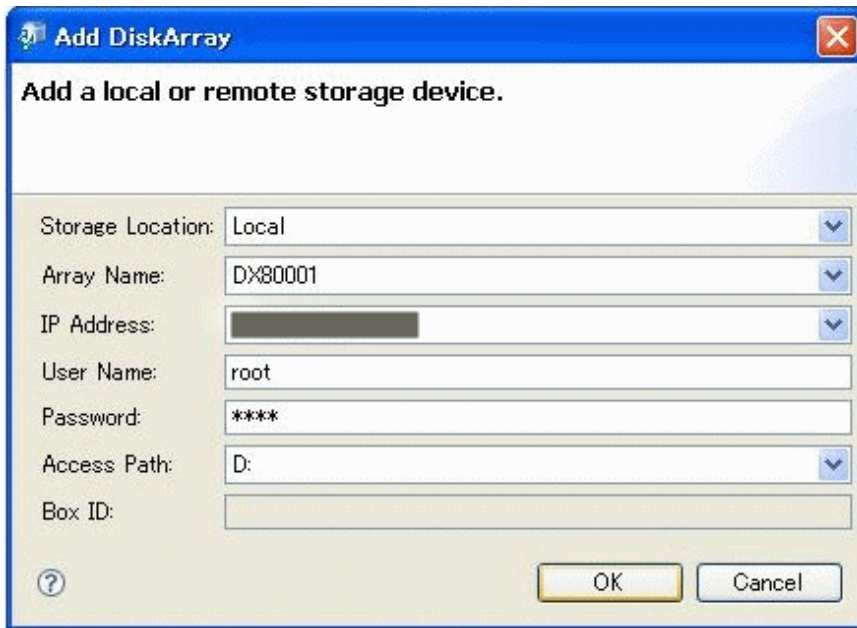 Add DiskArray
Add a local or remote storage device.
Storage Location: Local
Array Name: DX80001
IP Address:
User Name: root
Password: ****
Access Path: D:
Box ID:
OK Cancel